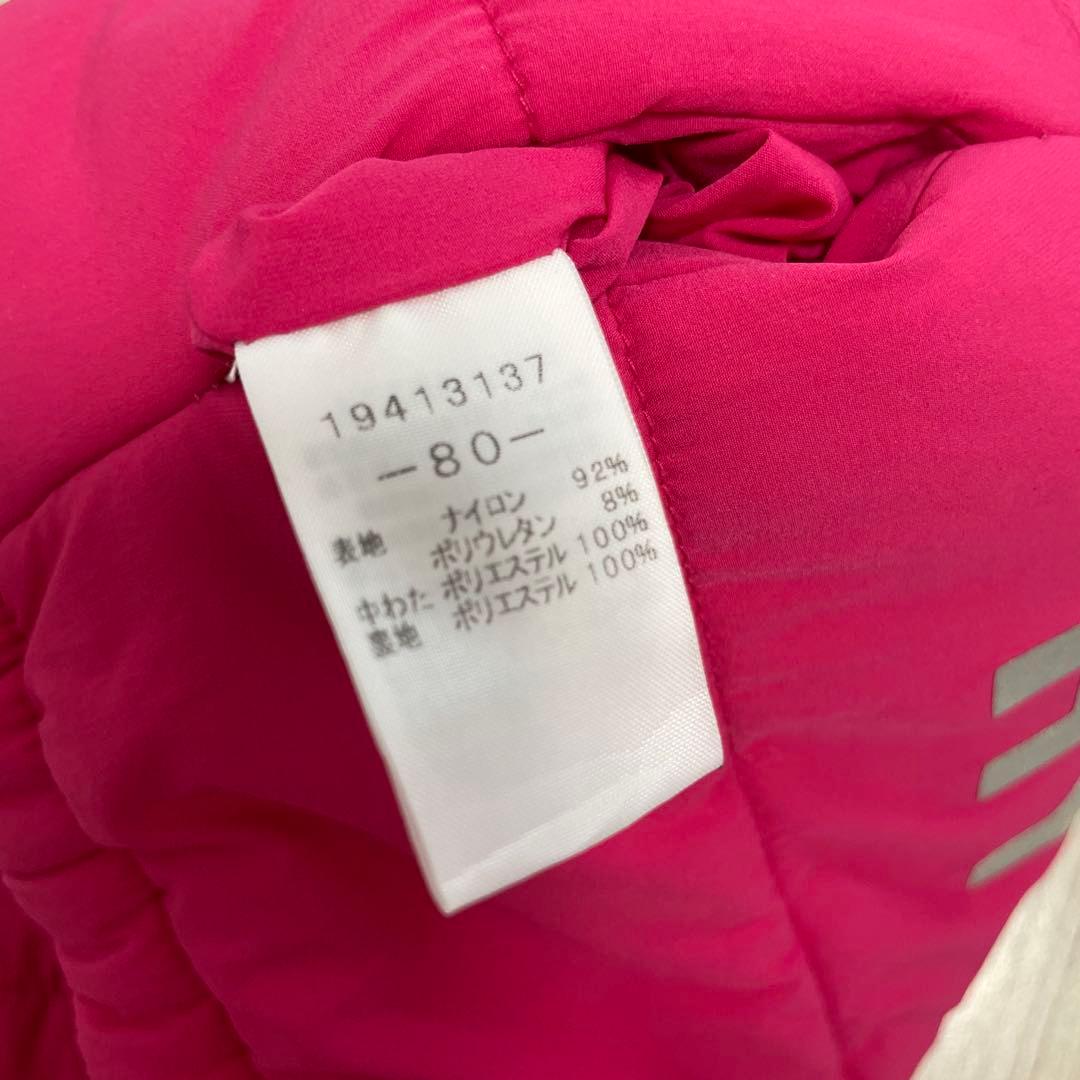 19413137
-80-
表地 ナイロン 92%
ポリウレタン 8%
中わた ポリエステル 100%
裏地 ポリエステル 100%